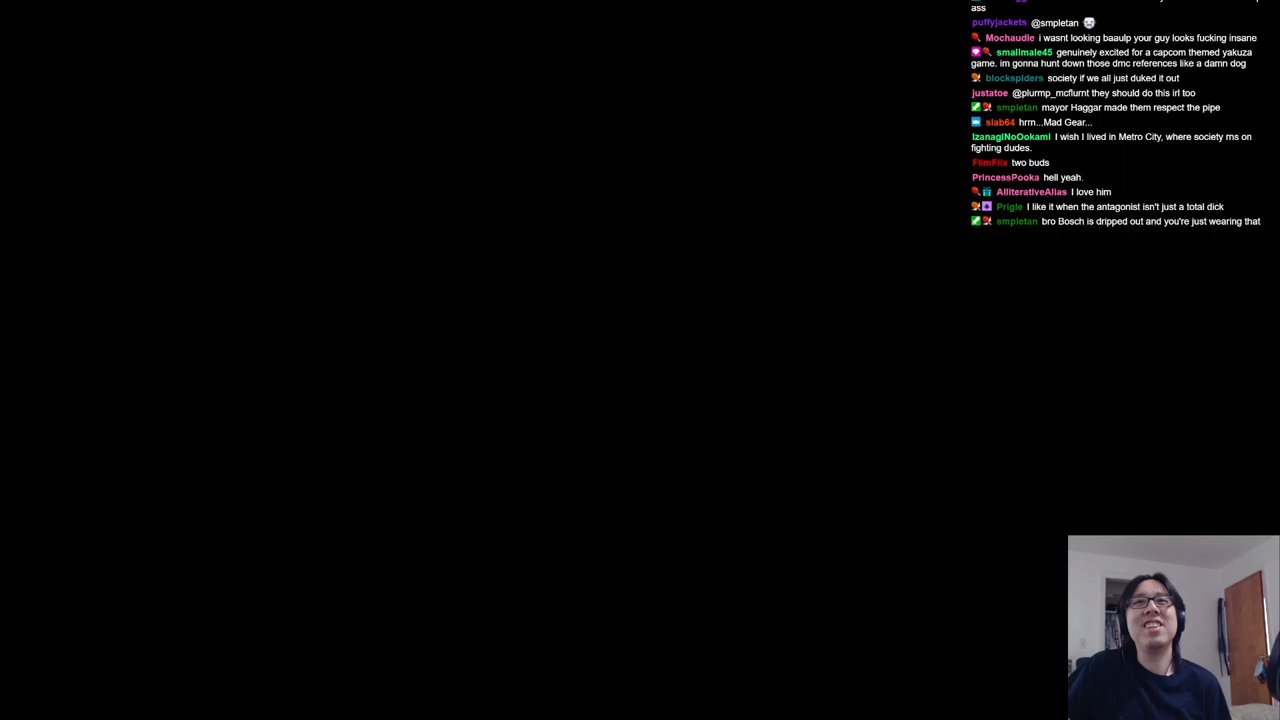 ass
puffyjackets @smpletan
Mochaudie i wasnt looking baaulp your guy looks fucking insane
smallmale45 genuinely excited for a capcom themed yakuza
game. im gonna hunt down those dmc references like a damn dog
blockspiders society if we all just duked it out
justatoe @plurmp_mcflurnt they should do this irl too
smpletan mayor Haggar made them respect the pipe
slab64 hrm...Mad Gear...
IzanagiNoOokami I wish I lived in Metro City, where society rns on
fighting dudes.
FlimFlix two buds
PrincessPooka hell yeah.
AlliterativeAlias I love him
Prigle I like it when the antagonist isn't just a total dick
smpletan bro Bosch is dripped out and you're just wearing that